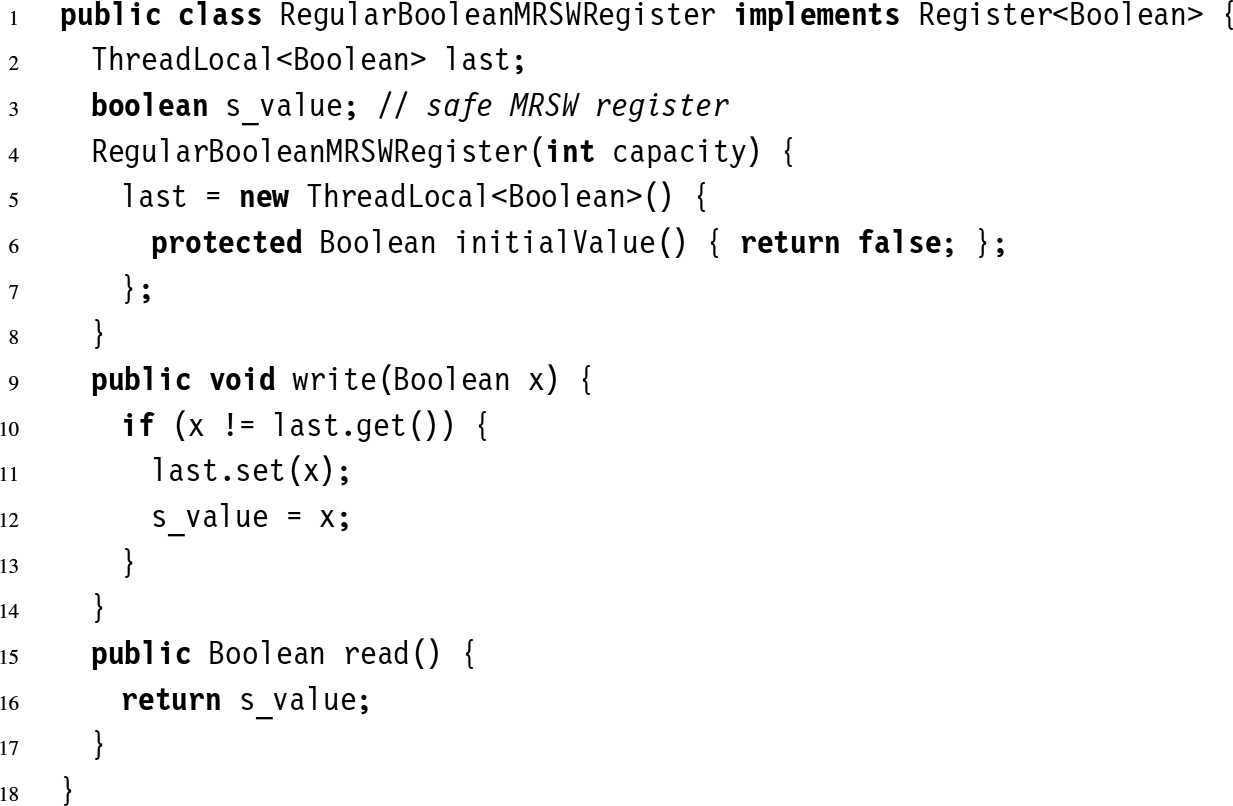 1 public class RegularBooleanMRSWRegister implements Register<Boolean> {
2 ThreadLocal<Boolean> last;
3 boolean s_value; // safe MRSW register
4 RegularBooleanMRSWRegister(int capacity) {
5 last = new ThreadLocal<Boolean>() {
6 protected Boolean initialValue() { return false; };
7 };
8 }
9 public void write(Boolean x) {
10 if (x != last.get()) {
11 last.set(x);
12 s_value = x;
13 }
14 }
15 public Boolean read() {
16 return s_value;
17 }
18 }